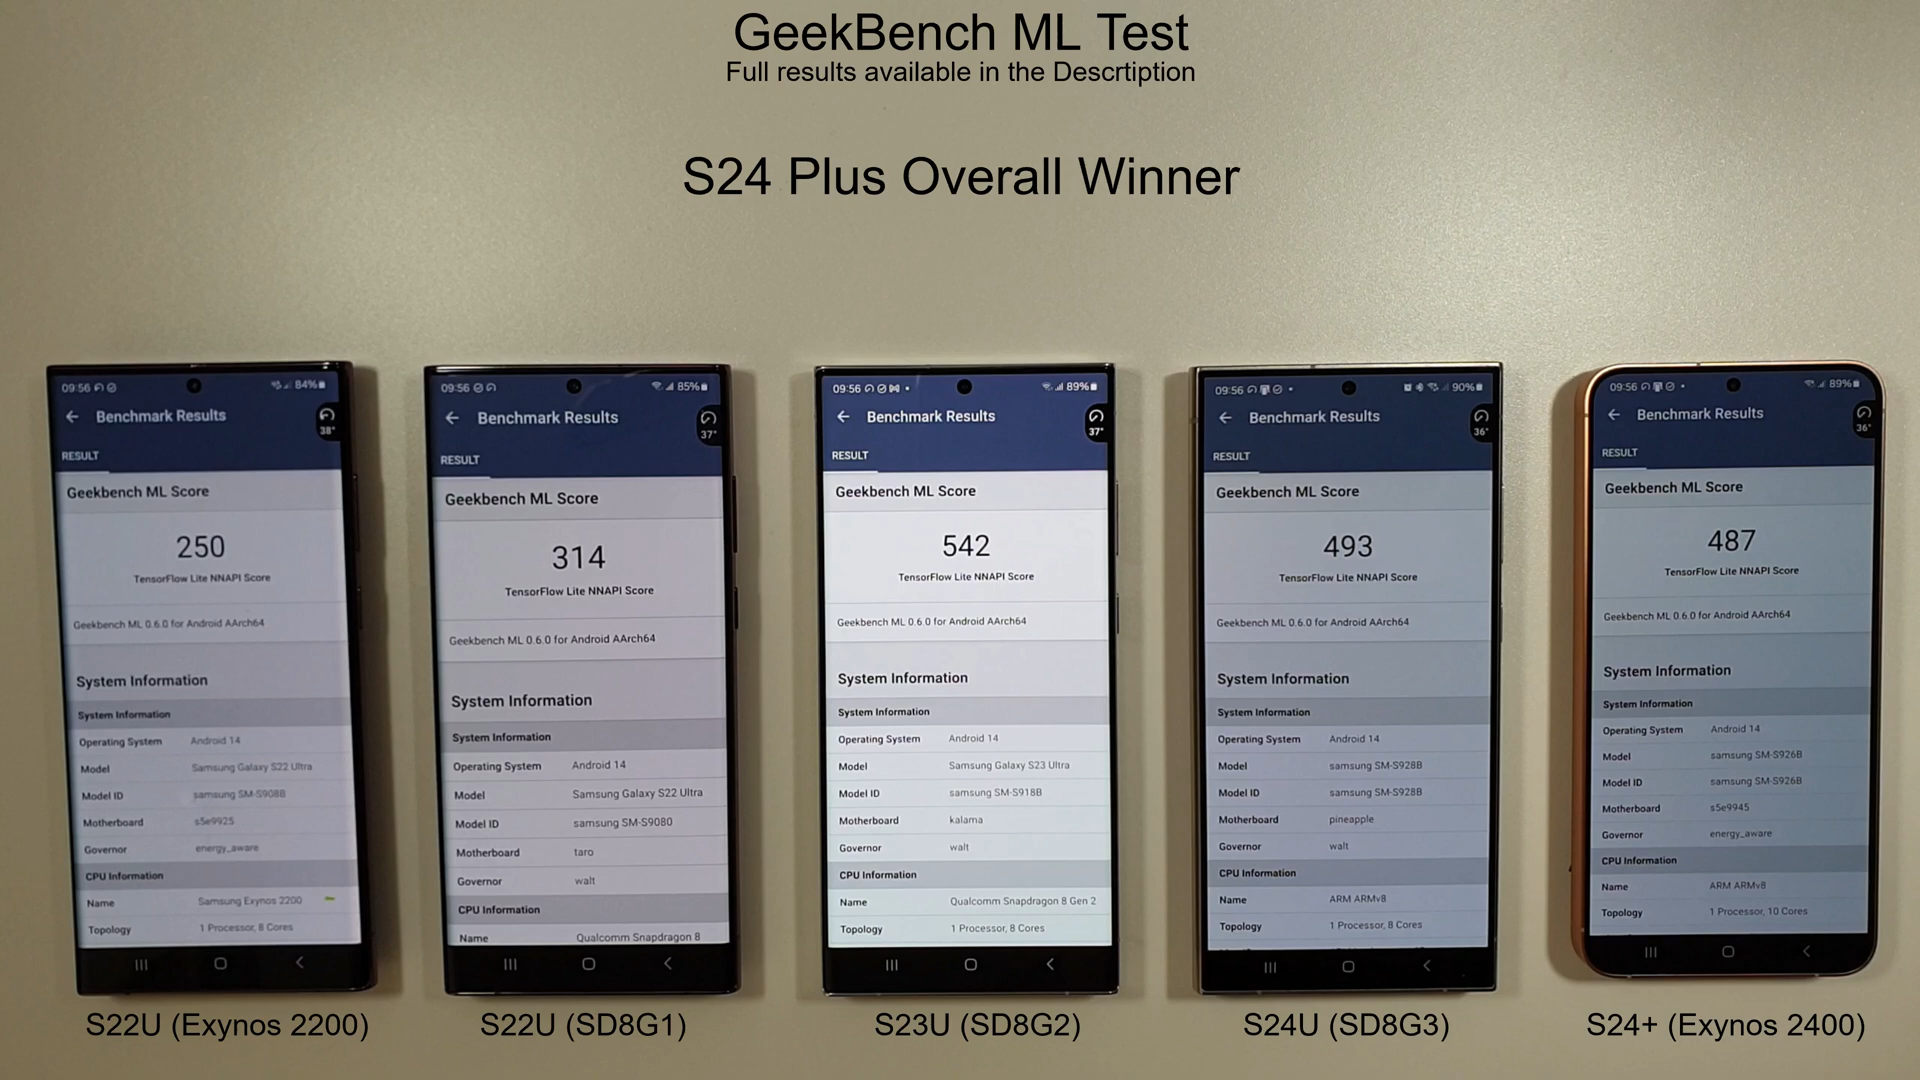 GeekBench ML Test
Full results available in the Descrtiption
S24 Plus Overall Winner
09:56
84%
Benchmark Results
38°
RESULT
Geekbench ML Score
250
TensorFlow Lite NNAPI Score
Geekbench ML 0.6.0 for Android AArch64
System Information
System Information
Operating System Android 14
Model Samsung Galaxy S22 Ultra
Model ID samsung SM-S908B
Motherboard s5e9925
Governor energy_aware
CPU Information
Name Samsung Exynos 2200
Topology 1 Processor, 8 Cores
S22U (Exynos 2200)
09:56
85%
Benchmark Results
37°
RESULT
Geekbench ML Score
314
TensorFlow Lite NNAPI Score
Geekbench ML 0.6.0 for Android AArch64
System Information
System Information
Operating System Android 14
Model Samsung Galaxy S22 Ultra
Model ID samsung SM-S9080
Motherboard taro
Governor walt
CPU Information
Name Qualcomm Snapdragon 8
S22U (SD8G1)
09:56
89%
Benchmark Results
37°
RESULT
Geekbench ML Score
542
TensorFlow Lite NNAPI Score
Geekbench ML 0.6.0 for Android AArch64
System Information
System Information
Operating System Android 14
Model Samsung Galaxy S23 Ultra
Model ID samsung SM-S918B
Motherboard kalama
Governor walt
CPU Information
Name Qualcomm Snapdragon 8 Gen 2
Topology 1 Processor, 8 Cores
S23U (SD8G2)
09:56
90%
Benchmark Results
36°
RESULT
Geekbench ML Score
493
TensorFlow Lite NNAPI Score
Geekbench ML 0.6.0 for Android AArch64
System Information
System Information
Operating System Android 14
Model samsung SM-S928B
Model ID samsung SM-S928B
Motherboard pineapple
Governor walt
CPU Information
Name ARM ARMv8
Topology 1 Processor, 8 Cores
S24U (SD8G3)
09:56
89%
Benchmark Results
36°
RESULT
Geekbench ML Score
487
TensorFlow Lite NNAPI Score
Geekbench ML 0.6.0 for Android AArch64
System Information
System Information
Operating System Android 14
Model samsung SM-S926B
Model ID samsung SM-S926B
Motherboard s5e9945
Governor energy_aware
CPU Information
Name ARM ARMv8
Topology 1 Processor, 10 Cores
S24+ (Exynos 2400)